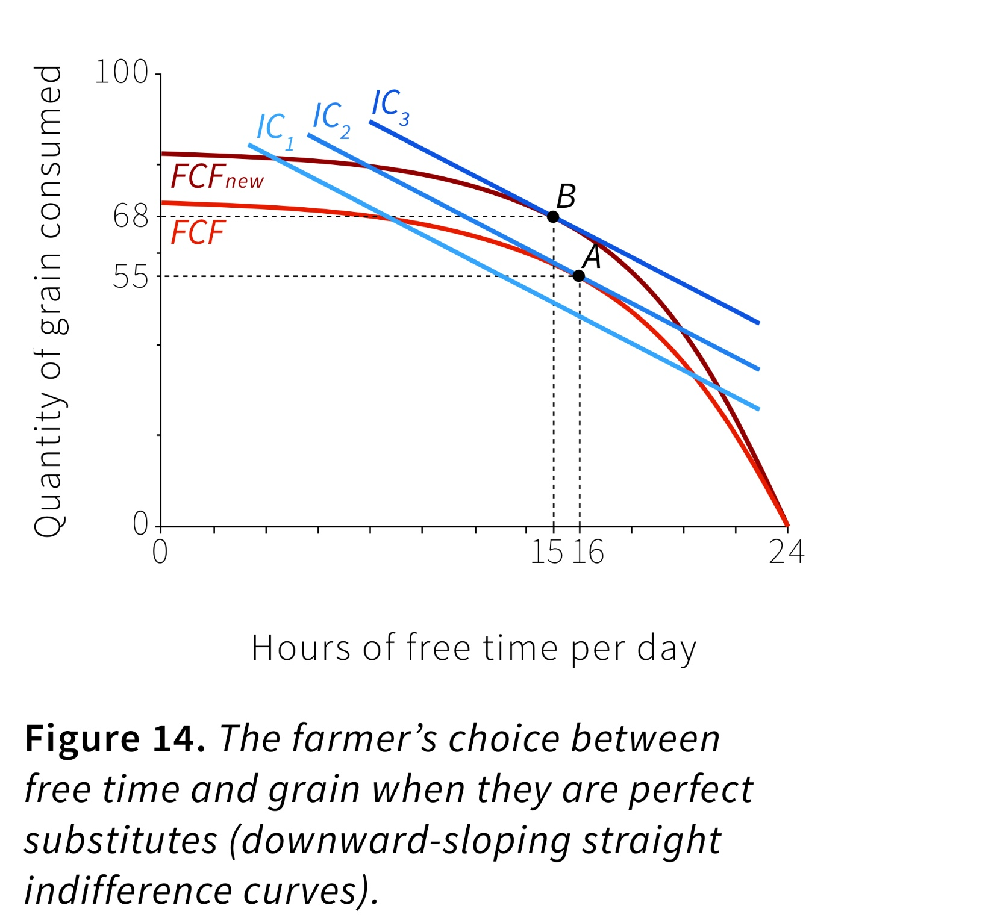 Quantity of grain consumed
100
68
55
0
IC1
IC2
IC3
FCFnew
FCF
B
A
0
15
16
24
Hours of free time per day
Figure 14. The farmer’s choice between
free time and grain when they are perfect
substitutes (downward-sloping straight
indifference curves).